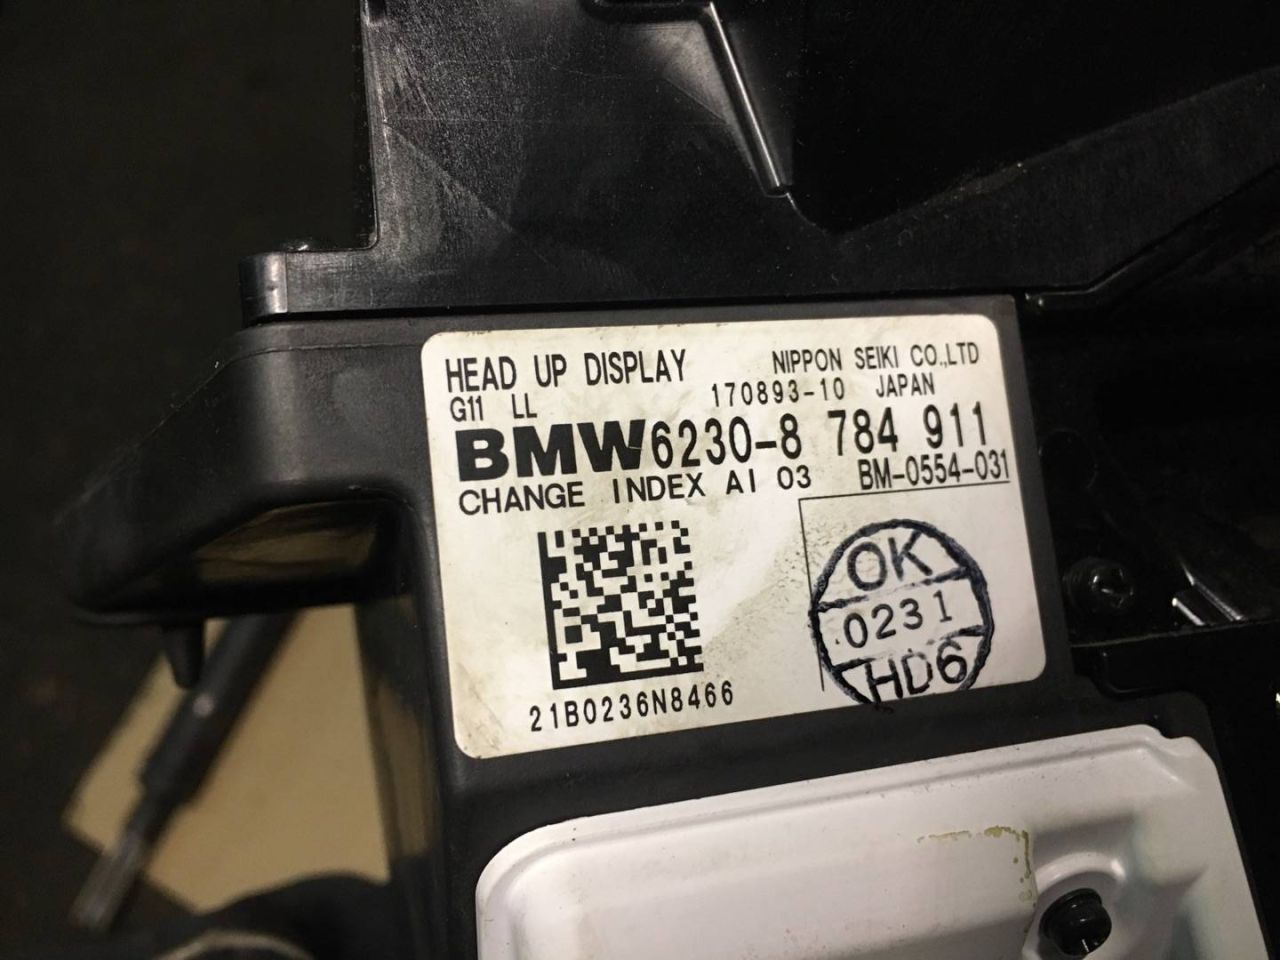 HEAD UP DISPLAY NIPPON SEIKI CO.,LTD
G11 LL 170893-10 JAPAN
BMW 6230-8 784 911
CHANGE INDEX AI 03 BM-0554-031
OK
0231
HD6
21B0236N8466